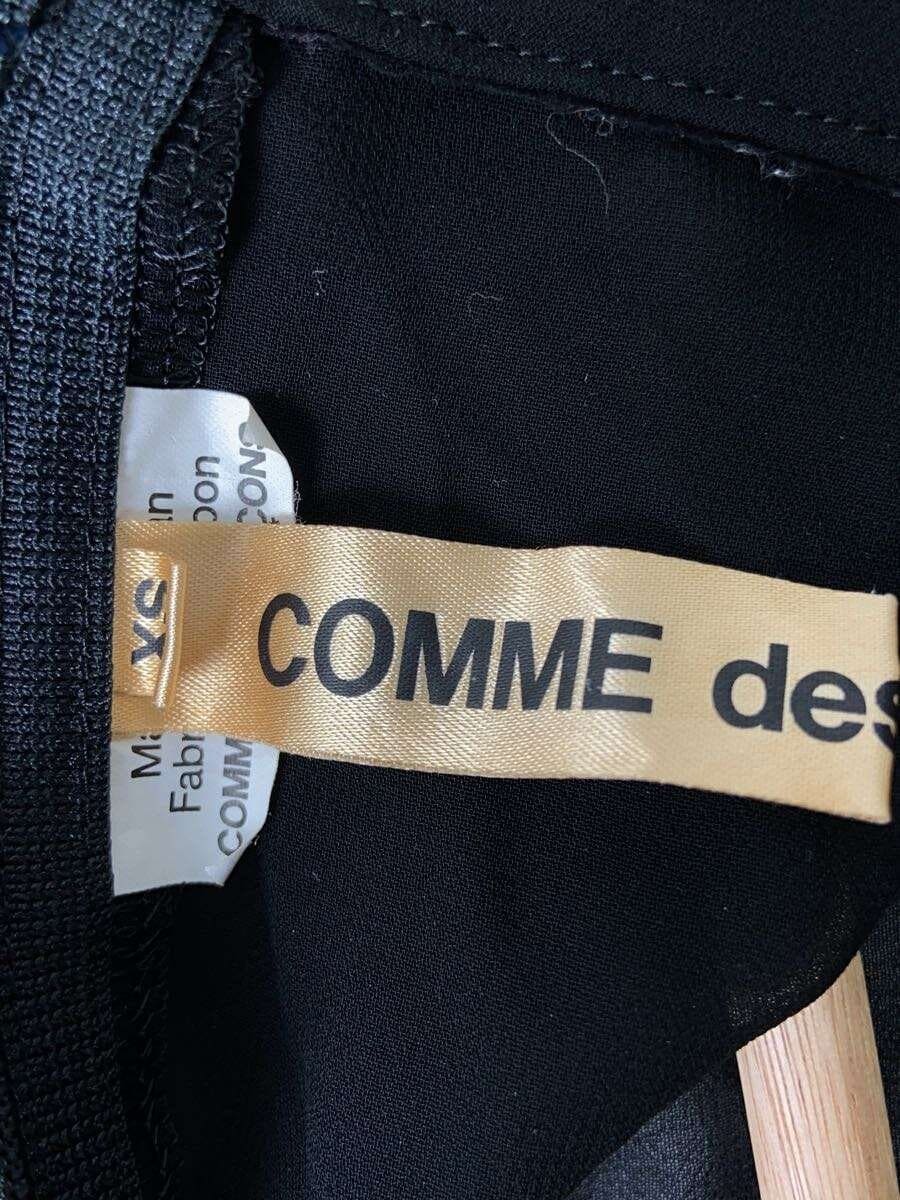 COMME des
XS
Ma an
Fabr pon
COMM CONS